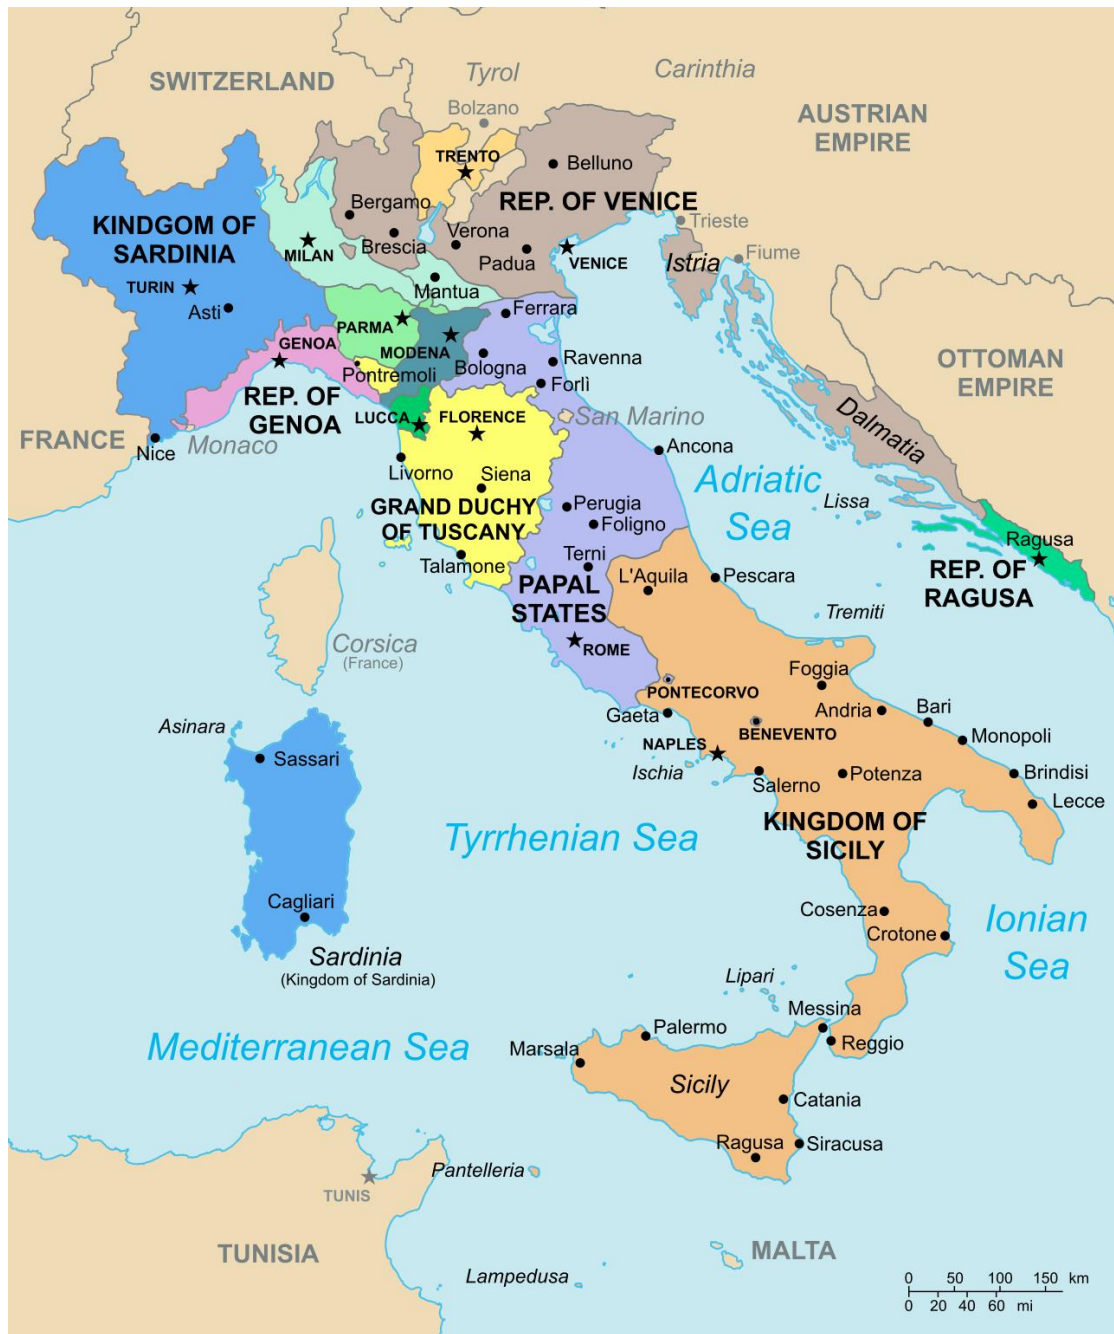 SWITZERLAND
Tyrol
Carinthia
Bolzano
AUSTRIAN
EMPIRE
TRENTO
Belluno
Bergamo
REP. OF VENICE
KINDGOM OF
SARDINIA
Verona
Trieste
Brescia
MILAN
Padua
VENICE
Istria
Fiume
TURIN
Mantua
Asti
Ferrara
PARMA
GENOA
MODENA
Bologna
Ravenna
Pontremoli
Forlì
OTTOMAN
EMPIRE
REP. OF
GENOA
LUCCA
FLORENCE
San Marino
Dalmatia
FRANCE
Monaco
Nice
Ancona
Livorno
Siena
Adriatic
Sea
GRAND DUCHY
OF TUSCANY
Perugia
Foligno
Lissa
Ragusa
Talamone
Terni
L'Aquila
Pescara
REP. OF
RAGUSA
PAPAL
STATES
Tremiti
Corsica
(France)
ROME
Foggia
PONTECORVO
Gaeta
Andria
Bari
Asinara
BENEVENTO
NAPLES
Monopoli
Sassari
Ischia
Salerno
Potenza
Brindisi
Lecce
Tyrrhenian Sea
KINGDOM OF
SICILY
Cagliari
Cosenza
Crotone
Ionian
Sea
Sardinia
(Kingdom of Sardinia)
Lipari
Messina
Palermo
Mediterranean Sea
Marsala
Reggio
Sicily
Catania
Ragusa
Siracusa
Pantelleria
TUNIS
TUNISIA
MALTA
Lampedusa
0 50 100 150 km
0 20 40 60 mi